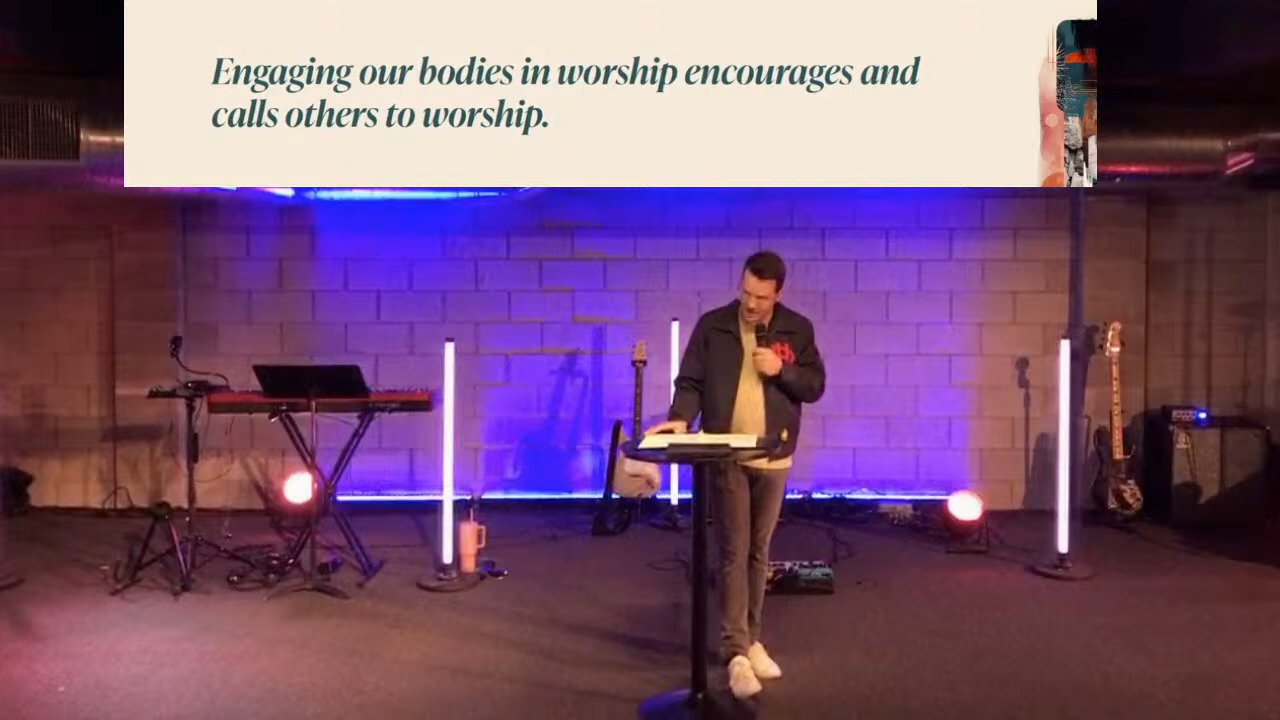 Engaging our bodies in worship encourages and
calls others to worship.